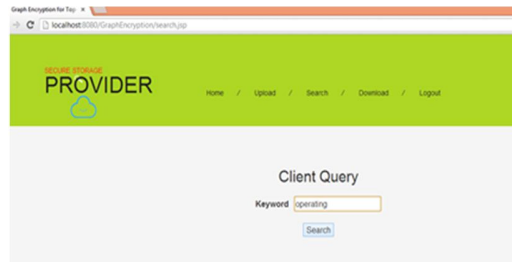 Graph Encryption for Top
localhost:8080/GraphEncryption/search.jsp
SECURE STORAGE
PROVIDER
Home / Upload / Search / Download / Logout
Client Query
Keyword operating
Search